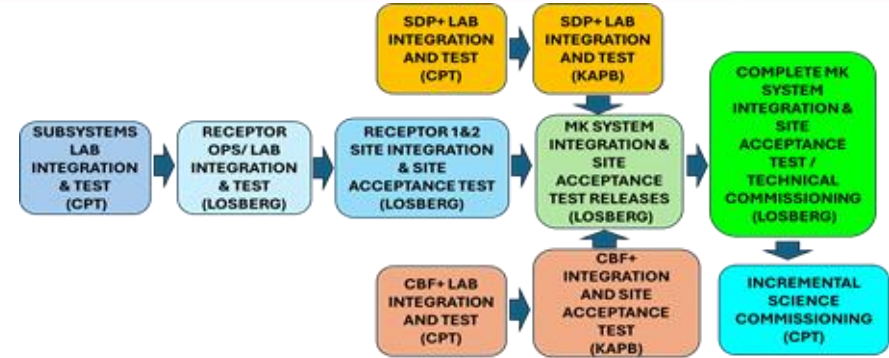 SDP+ LAB
INTEGRATION
AND TEST
(CPT)
SDP+ LAB
INTEGRATION
AND TEST
(KAPB)
SUBSYSTEMS
LAB
INTEGRATION
& TEST
(CPT)
RECEPTOR
OPS/ LAB
INTEGRATION
& TEST
(LOSBERG)
RECEPTOR 1&2
SITE INTEGRATION
& SITE
ACCEPTANCE TEST
(LOSBERG)
MK SYSTEM
INTEGRATION &
SITE
ACCEPTANCE
TEST RELEASES
(LOSBERG)
COMPLETE MK
SYSTEM
INTEGRATION &
SITE
ACCEPTANCE
TEST /
TECHNICAL
COMMISSIONING
(LOSBERG)
CBF+ LAB
INTEGRATION
AND TEST
(CPT)
CBF+
INTEGRATION
AND SITE
ACCEPTANCE
TEST
(KAPB)
INCREMENTAL
SCIENCE
COMMISSIONING
(CPT)